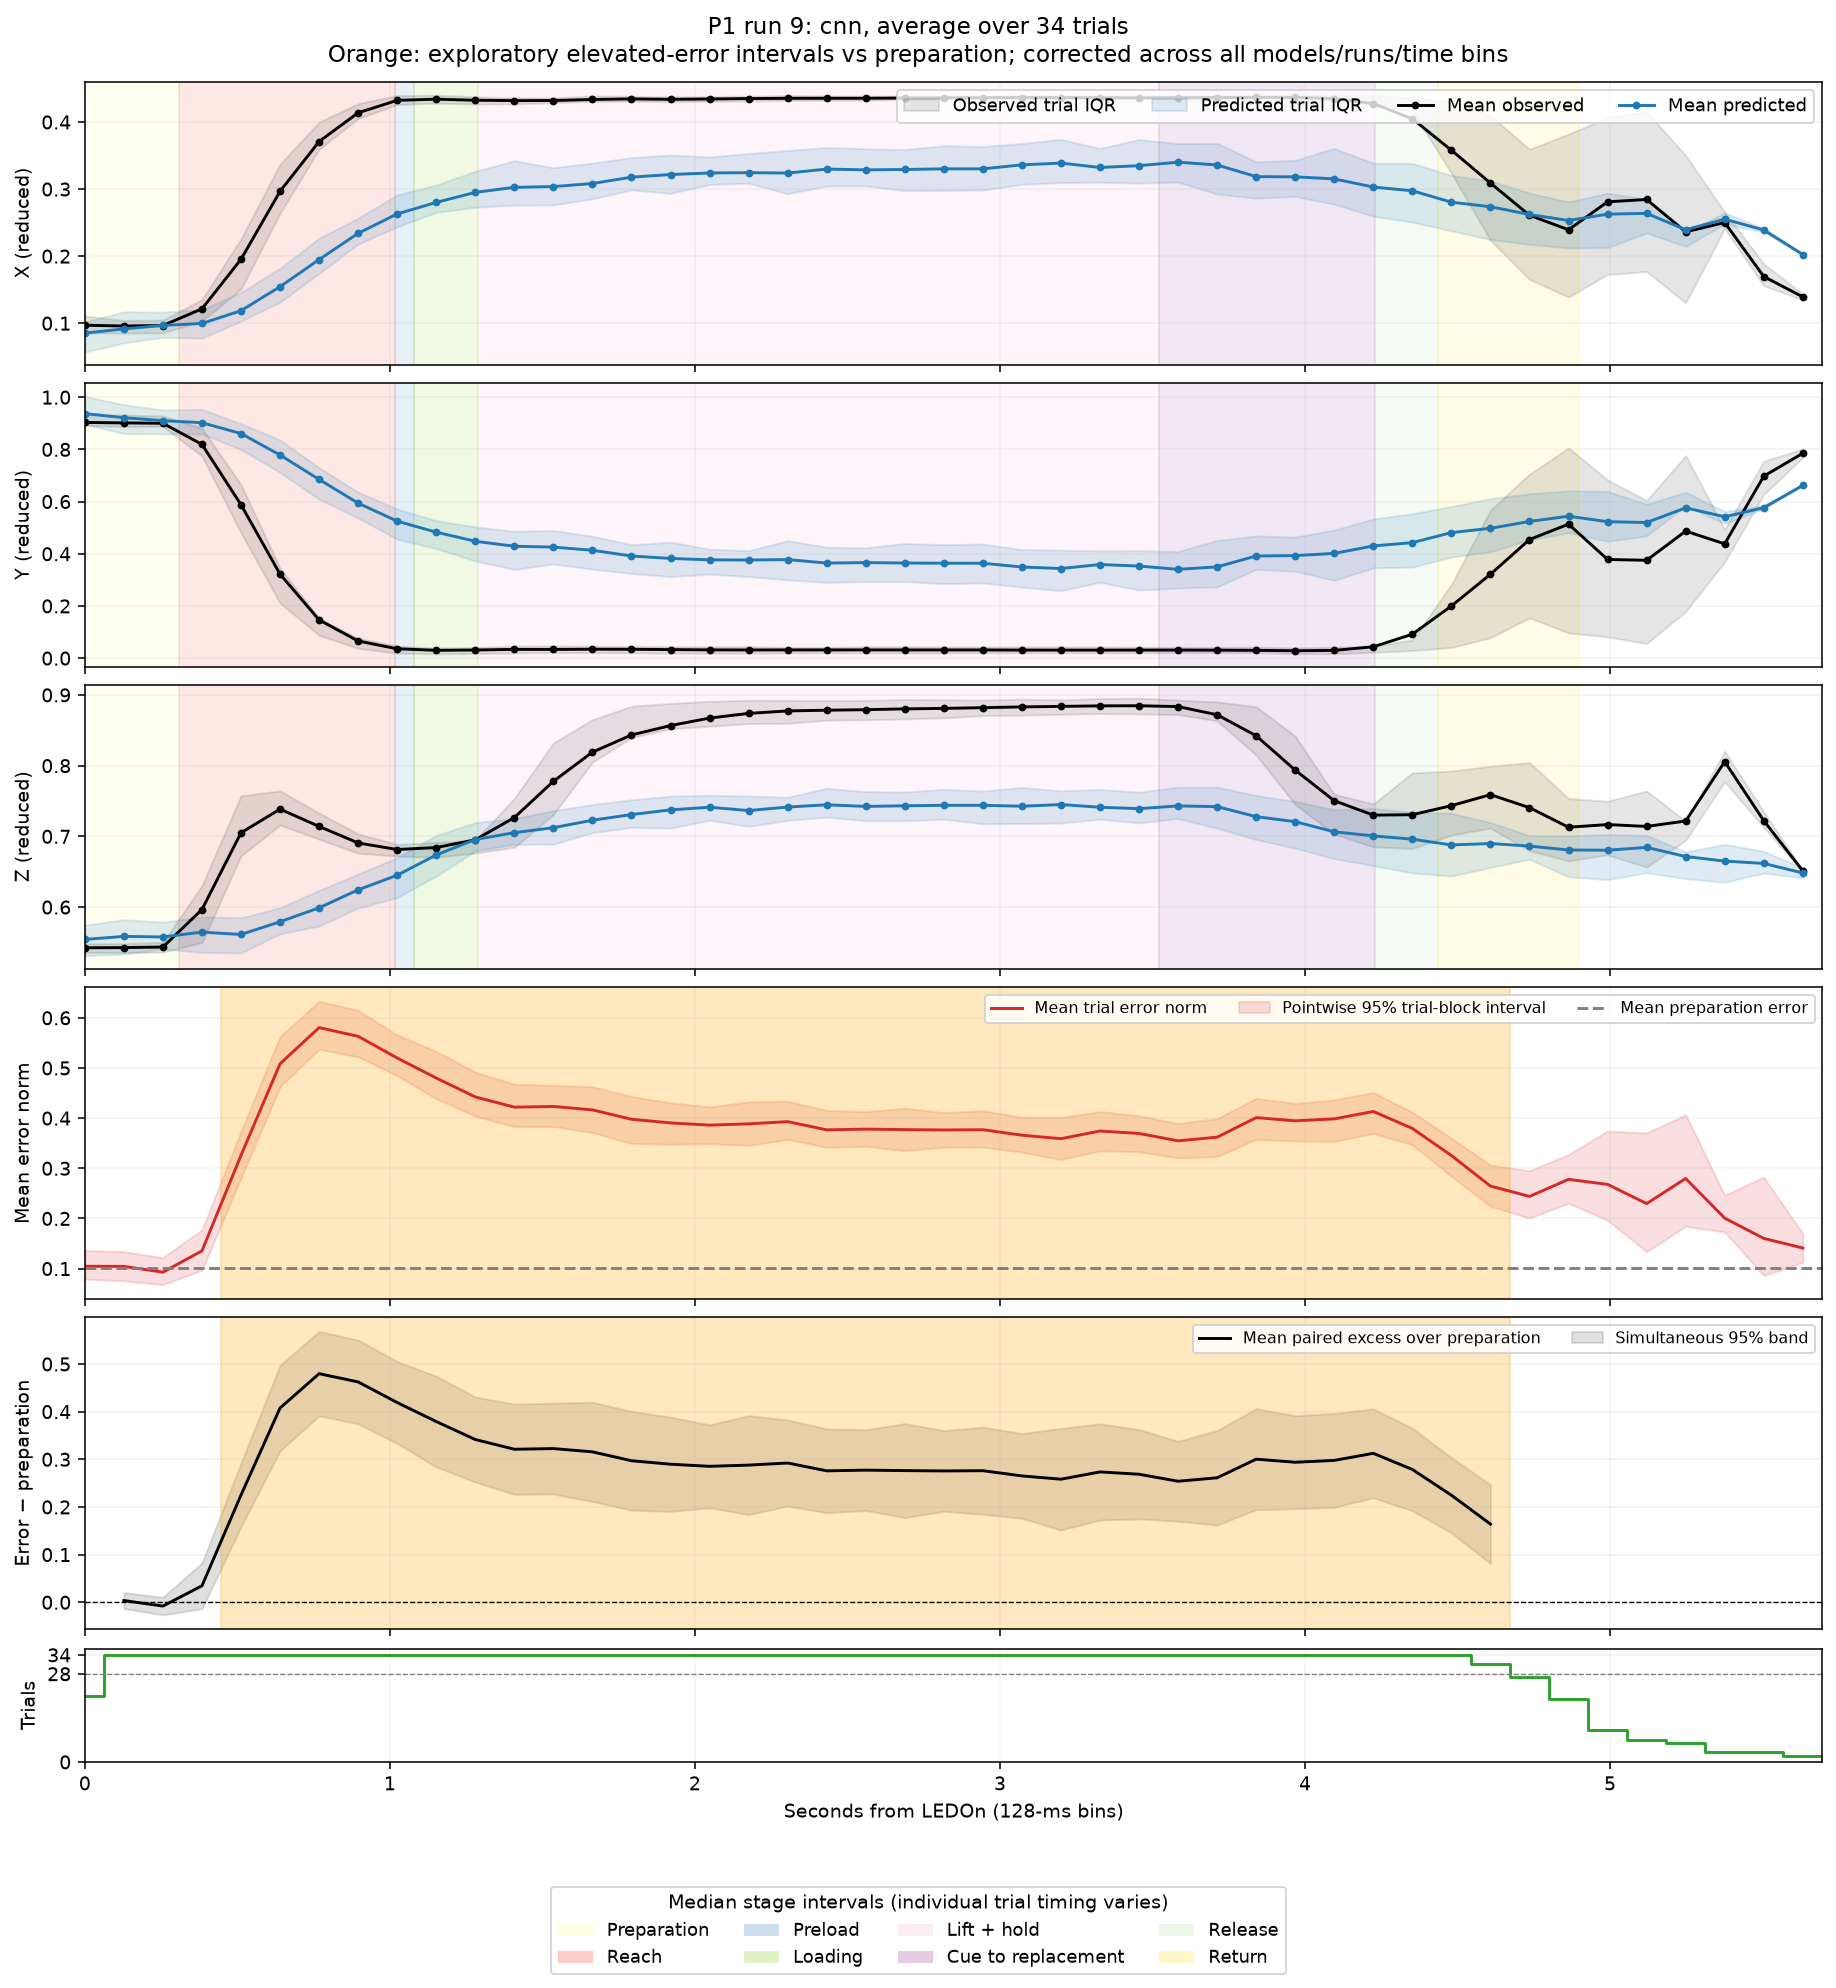 P1 run 9: cnn, average over 34 trials
Orange: exploratory elevated-error intervals vs preparation; corrected across all models/runs/time bins
X (reduced)
0.4
0.3
0.2
0.1
Observed trial IQR
Predicted trial IQR
Mean observed
Mean predicted
Y (reduced)
1.0
0.8
0.6
0.4
0.2
0.0
Z (reduced)
0.9
0.8
0.7
0.6
Mean error norm
0.6
0.5
0.4
0.3
0.2
0.1
Mean trial error norm
Pointwise 95% trial-block interval
Mean preparation error
Error − preparation
0.5
0.4
0.3
0.2
0.1
0.0
Mean paired excess over preparation
Simultaneous 95% band
Trials
34
28
0
0 1 2 3 4 5
Seconds from LEDOn (128-ms bins)
Median stage intervals (individual trial timing varies)
Preparation Preload Lift + hold Release
Reach Loading Cue to replacement Return